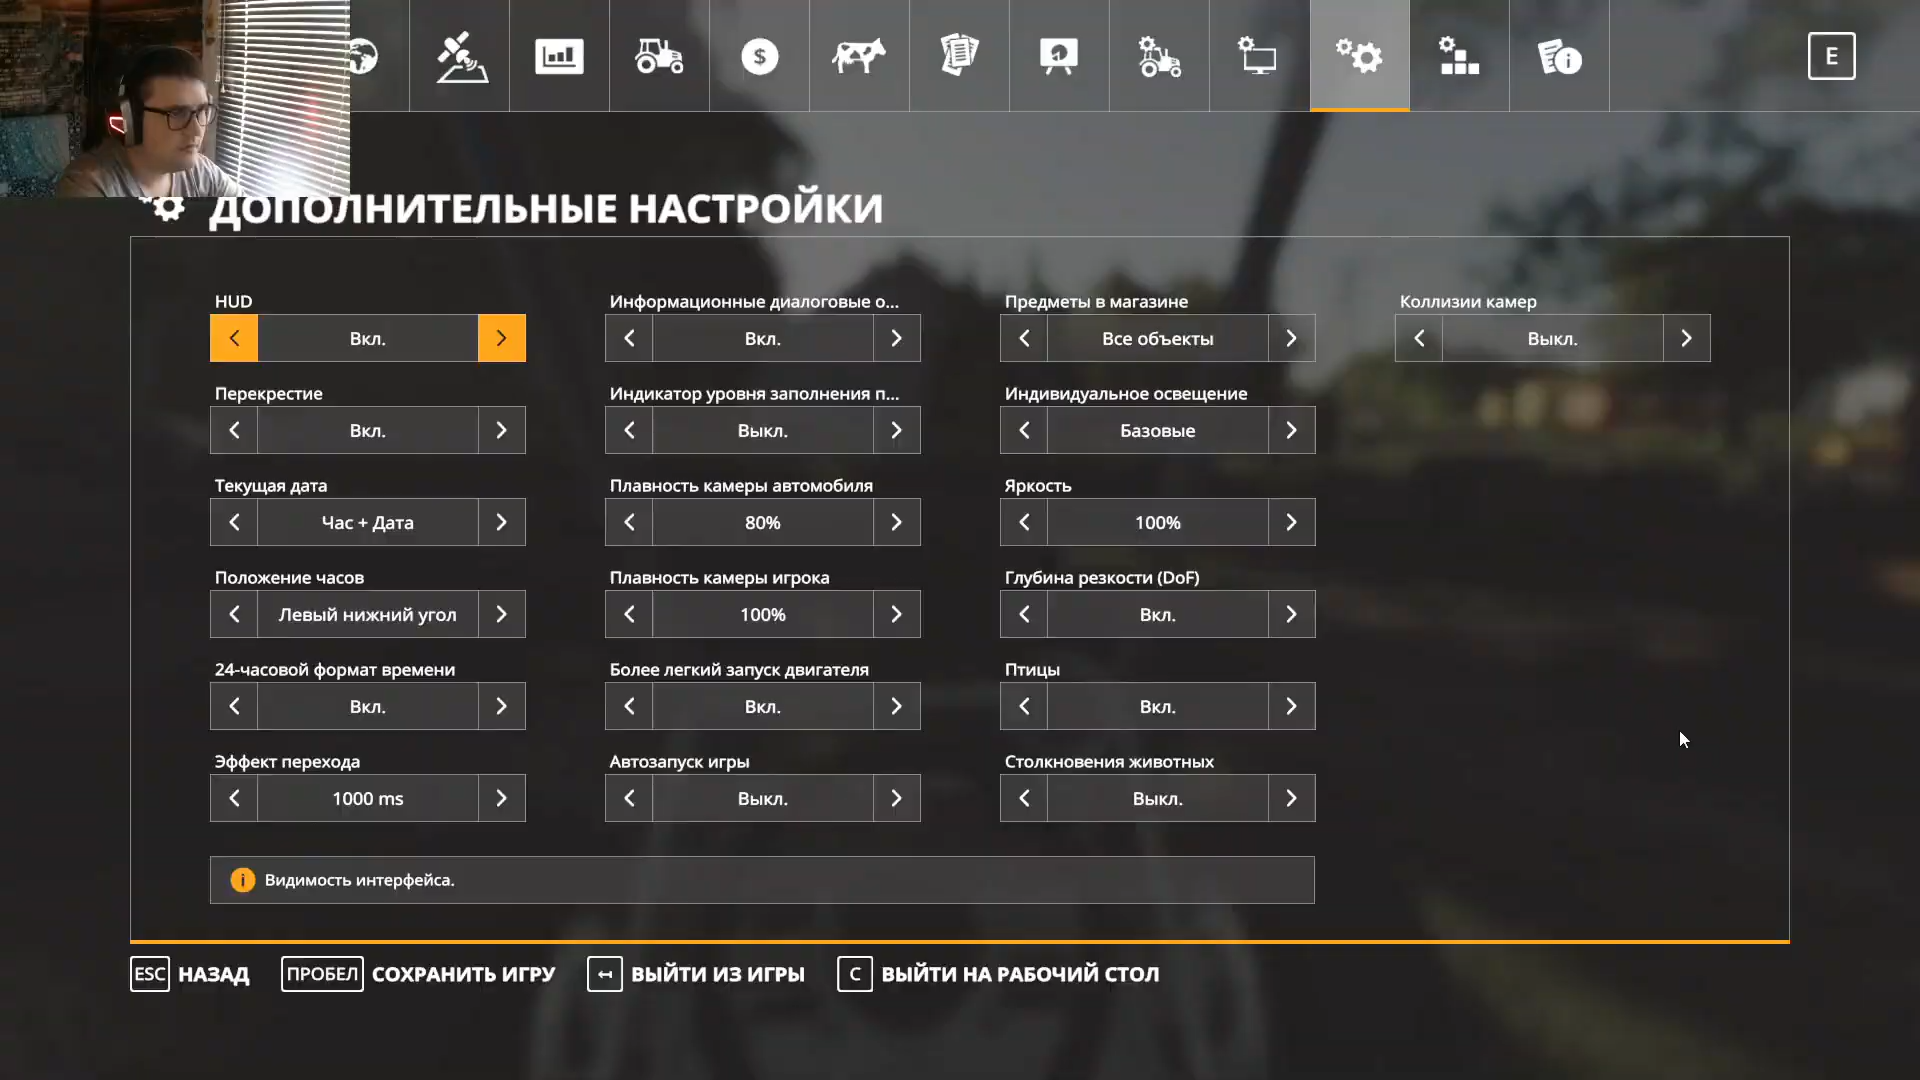 E
ДОПОЛНИТЕЛЬНЫЕ НАСТРОЙКИ
HUD
Вкл.
Перекрестие
Вкл.
Текущая дата
Час + Дата
Положение часов
Левый нижний угол
24-часовой формат времени
Вкл.
Эффект перехода
1000 ms
Информационные диалоговые о...
Вкл.
Индикатор уровня заполнения п...
Выкл.
Плавность камеры автомобиля
80%
Плавность камеры игрока
100%
Более легкий запуск двигателя
Вкл.
Автозапуск игры
Выкл.
Предметы в магазине
Все объекты
Индивидуальное освещение
Базовые
Яркость
100%
Глубина резкости (DoF)
Вкл.
Птицы
Вкл.
Столкновения животных
Выкл.
Коллизии камер
Выкл.
Видимость интерфейса.
ESC НАЗАД ПРОБЕЛ СОХРАНИТЬ ИГРУ ВЫЙТИ ИЗ ИГРЫ C ВЫЙТИ НА РАБОЧИЙ СТОЛ